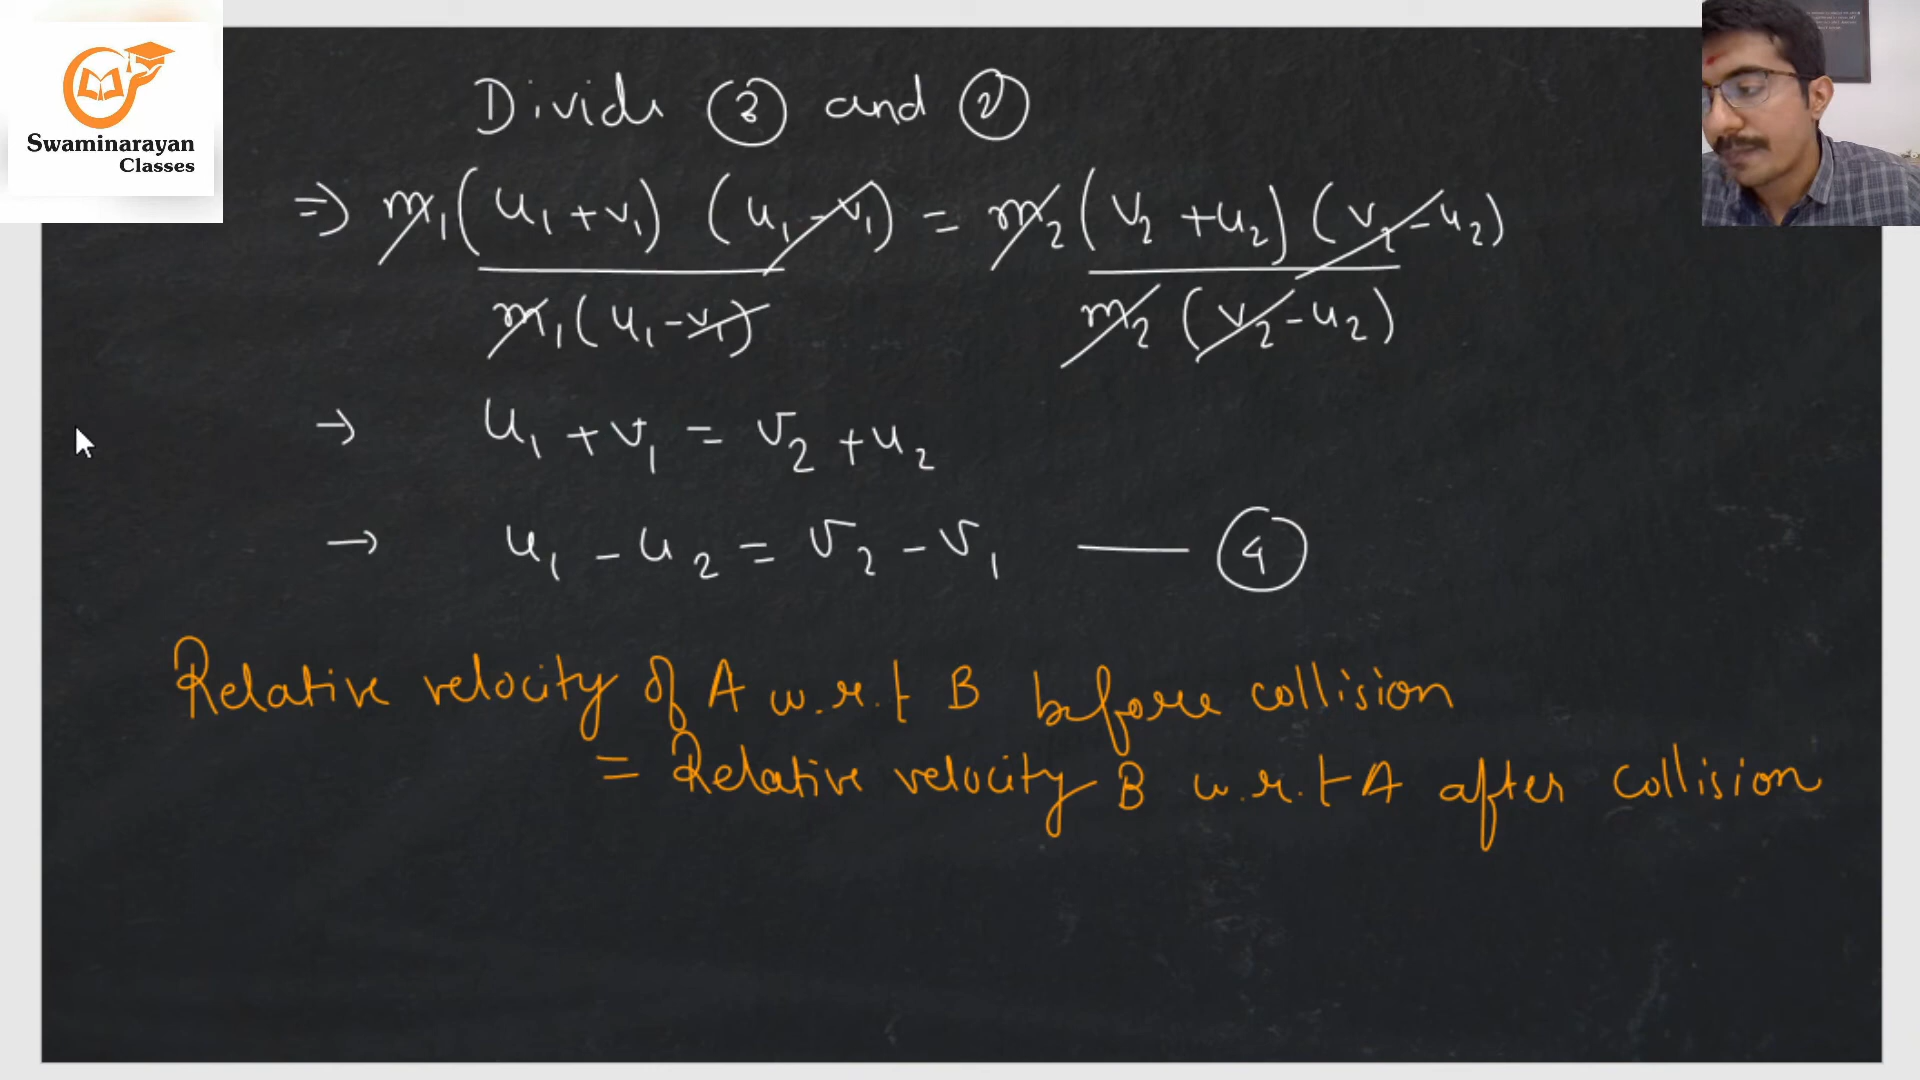 Swaminarayan
Classes
Divide ③ and ②
⇒ m₁(u₁+v₁) (u₁-v₁) = m₂(v₂+u₂) (v₂-u₂)
m₁(u₁-v₁) m₂(v₂-u₂)
→ u₁+v₁ = v₂+u₂
→ u₁-u₂ = v₂-v₁ — ④
Relative velocity of A w.r.t B before collision
= Relative velocity B w.r.t A after collision